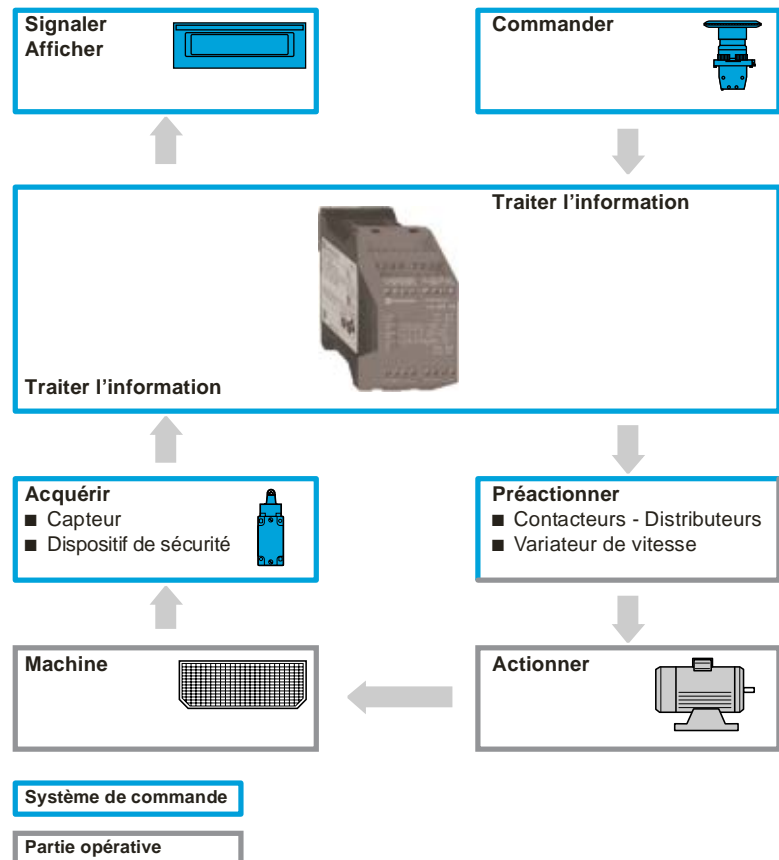 Signaler
Afficher
Commander
Traiter l’information
Traiter l’information
Acquérir
■ Capteur
■ Dispositif de sécurité
Préactionner
■ Contacteurs - Distributeurs
■ Variateur de vitesse
Machine
Actionner
Système de commande
Partie opérative